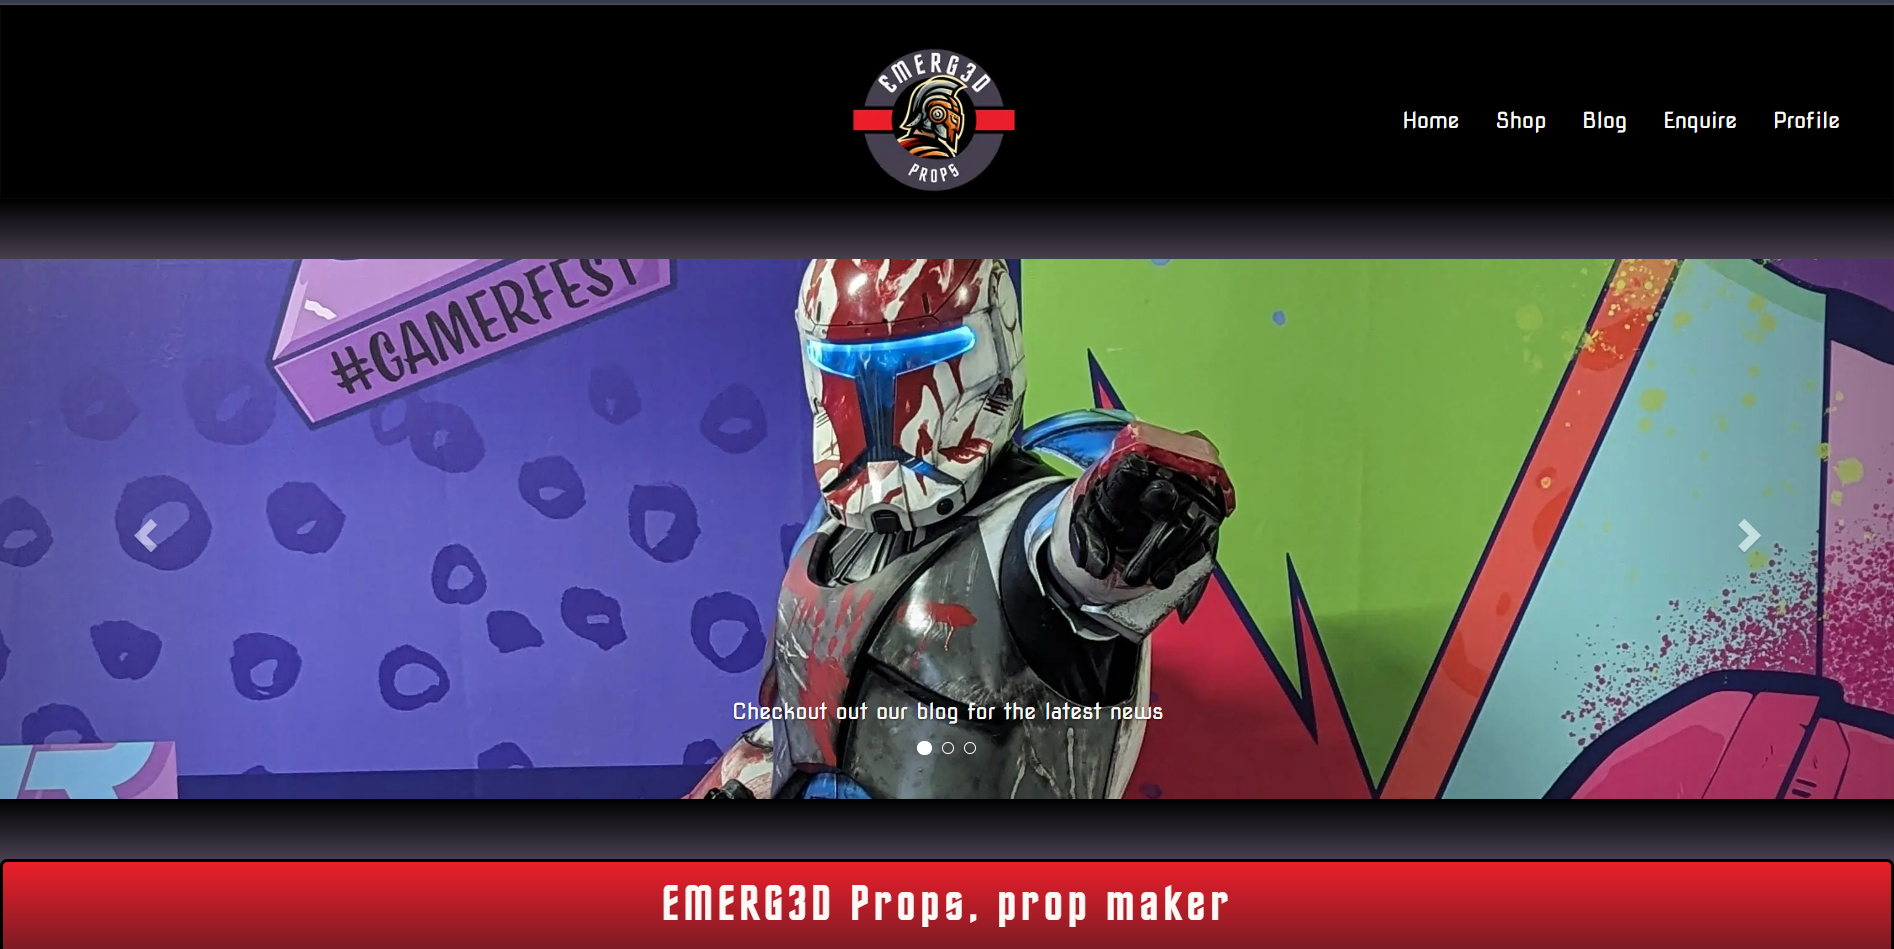 EMERG3D
PROPS
Home Shop Blog Enquire Profile
#GAMERFEST
Checkout out our blog for the latest news
EMERG3D Props, prop maker